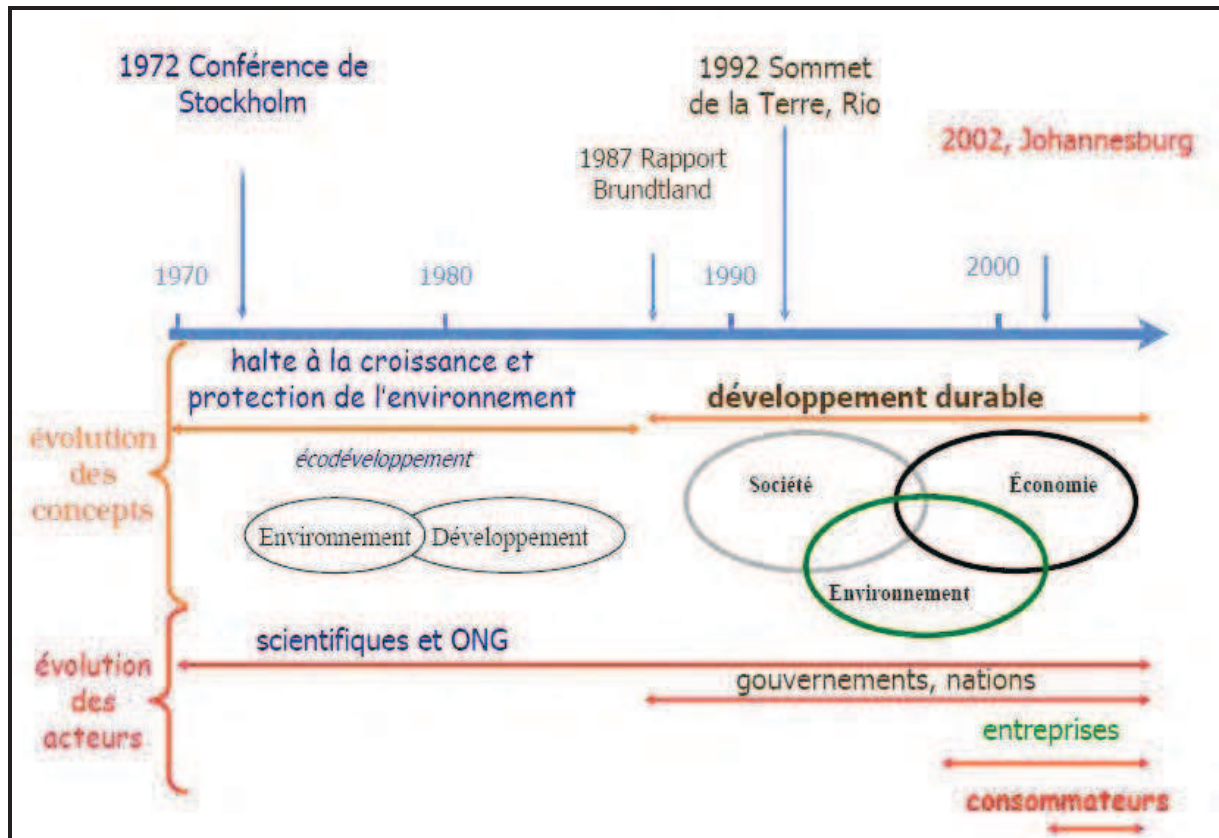 1972 Conférence de
Stockholm
1992 Sommet
de la Terre, Rio
1987 Rapport
Brundtland
2002, Johannesburg
1970
1980
1990
2000
halte à la croissance et
protection de l'environnement
développement durable
évolution
des
concepts
écodéveloppement
Environnement
Développement
Société
Économie
Environnement
scientifiques et ONG
évolution
des
acteurs
gouvernements, nations
entreprises
consommateurs